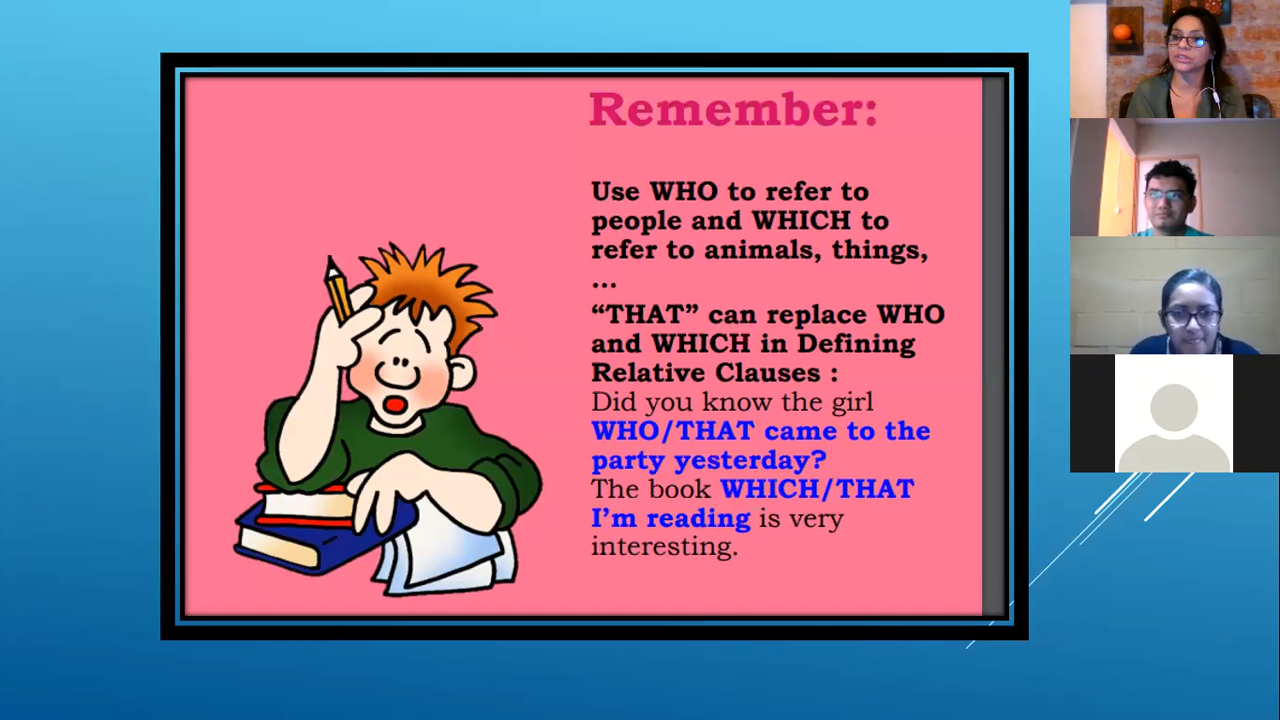 Remember:
Use WHO to refer to
people and WHICH to
refer to animals, things,
...
“THAT” can replace WHO
and WHICH in Defining
Relative Clauses :
Did you know the girl
WHO/THAT came to the
party yesterday?
The book WHICH/THAT
I’m reading is very
interesting.